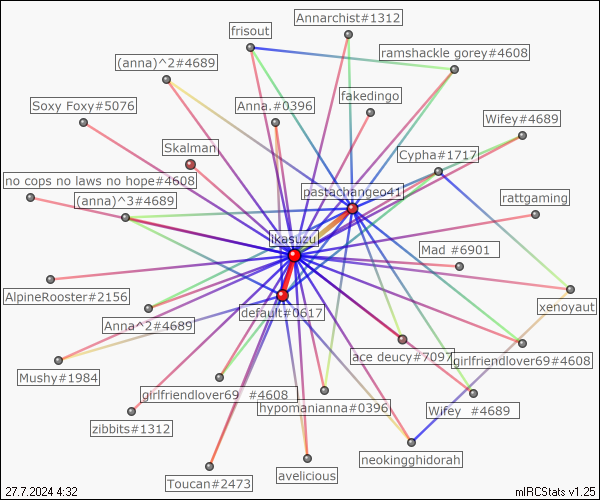 Annarchist#1312
frisout
ramshackle gorey#4608
(anna)^2#4689
Soxy Foxy#5076
Anna.#0396
fakedingo
Wifey#4689
Skalman
Cypha#1717
no cops no laws no hope#4608
pastachangeo41
(anna)^3#4689
rattgaming
ikasuzu
Mad #6901
AlpineRooster#2156
xenoyaut
default#0617
Anna^2#4689
ace deucy#7097
girlfriendlover69#4608
Mushy#1984
girlfriendlover69 #4608
hypomanianna#0396
Wifey #4689
zibbits#1312
neokingghidorah
avelicious
Toucan#2473
27.7.2024 4:32
mIRCStats v1.25